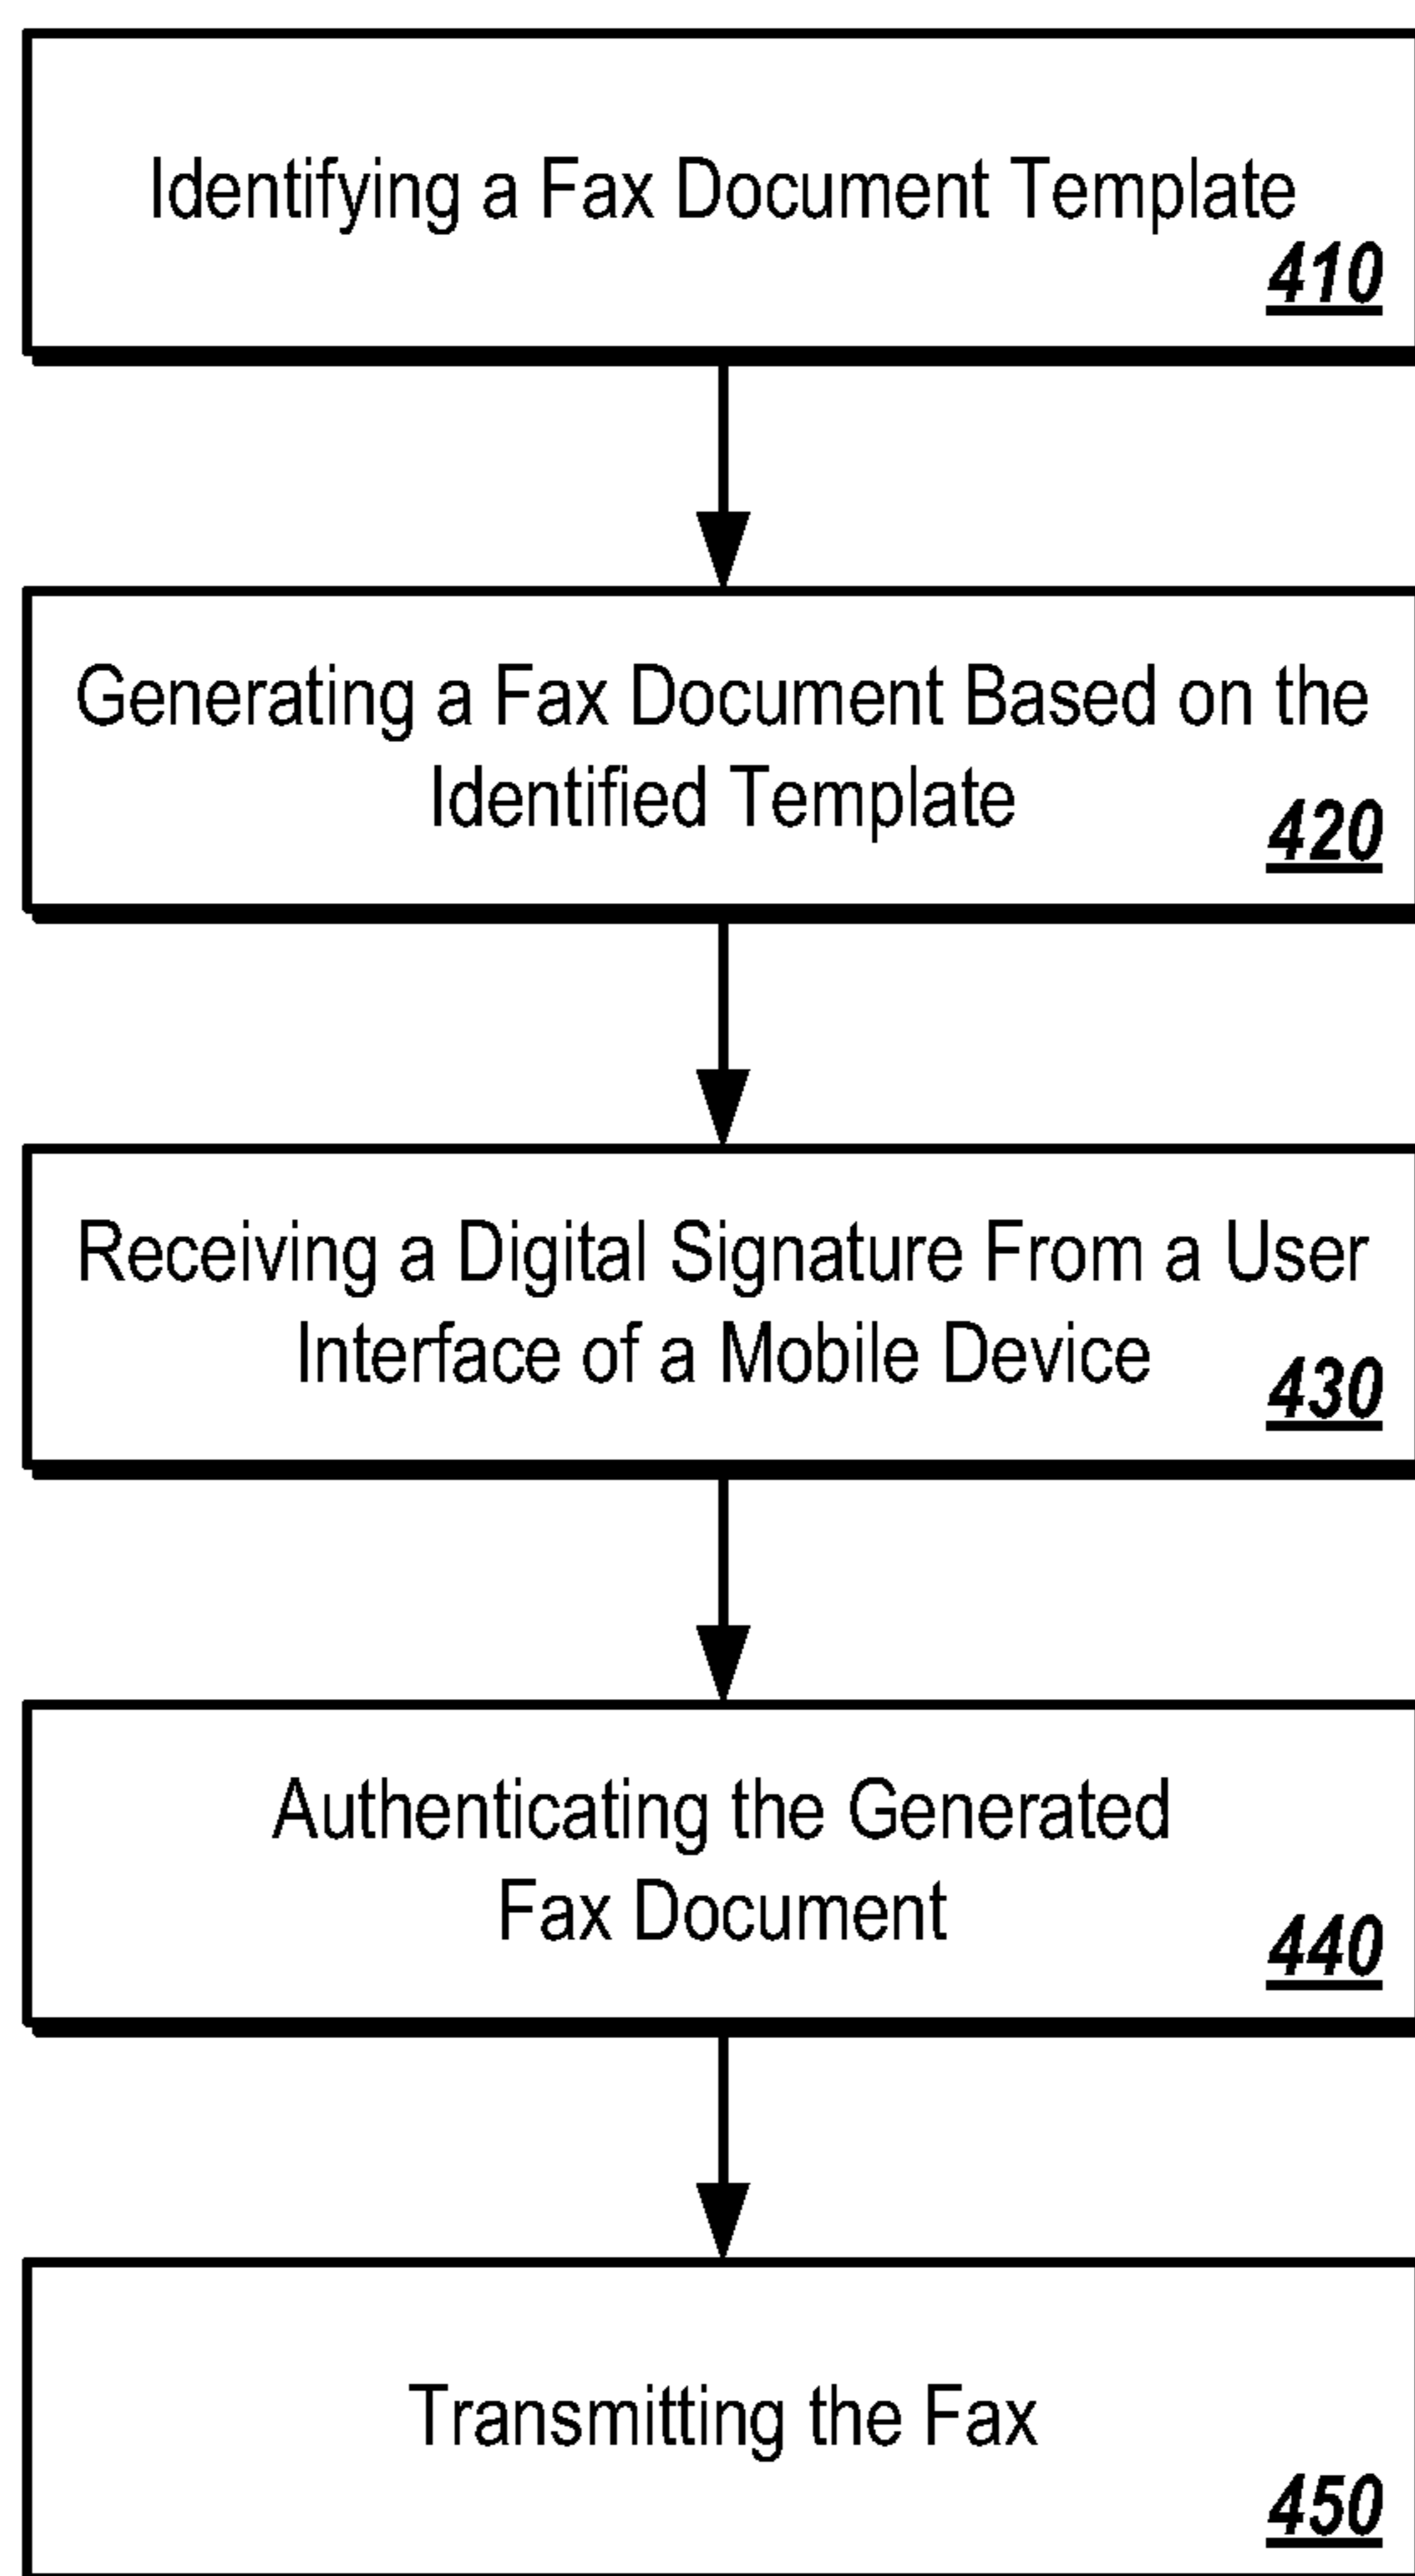 Identifying a Fax Document Template
410
Generating a Fax Document Based on the
Identified Template
420
Receiving a Digital Signature From a User
Interface of a Mobile Device
430
Authenticating the Generated
Fax Document
440
Transmitting the Fax
450